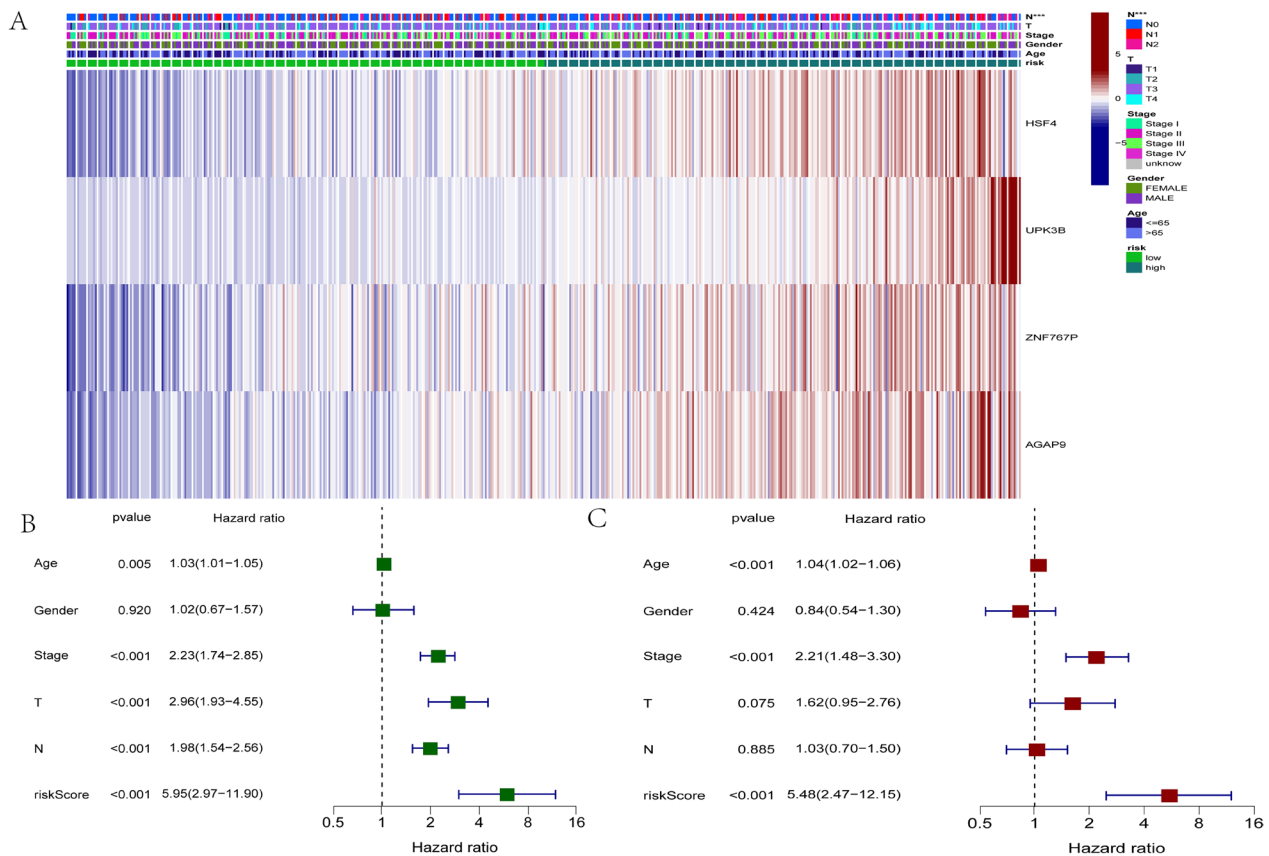 A
N***
T
Stage
Gender
Age
risk
HSF4
UPK3B
ZNF767P
AGAP9
5
0
−5
N***
N0
N1
N2
T
T1
T2
T3
T4
Stage
Stage I
Stage II
Stage III
Stage IV
unknow
Gender
FEMALE
MALE
Age
<=65
>65
risk
low
high
B
pvalue Hazard ratio
Age 0.005 1.03(1.01−1.05)
Gender 0.920 1.02(0.67−1.57)
Stage <0.001 2.23(1.74−2.85)
T <0.001 2.96(1.93−4.55)
N <0.001 1.98(1.54−2.56)
riskScore <0.001 5.95(2.97−11.90)
0.5 1 2 4 8 16
Hazard ratio
C
pvalue Hazard ratio
Age <0.001 1.04(1.02−1.06)
Gender 0.424 0.84(0.54−1.30)
Stage <0.001 2.21(1.48−3.30)
T 0.075 1.62(0.95−2.76)
N 0.885 1.03(0.70−1.50)
riskScore <0.001 5.48(2.47−12.15)
0.5 1 2 4 8 16
Hazard ratio